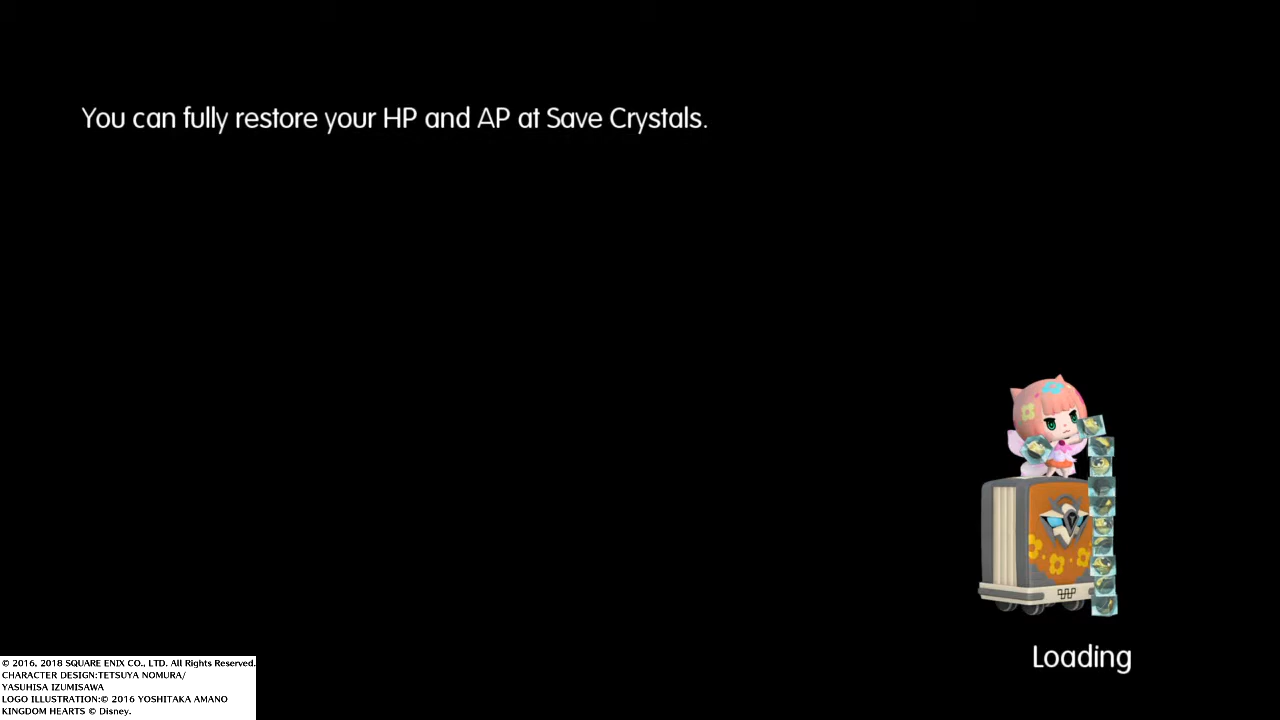 You can fully restore your HP and AP at Save Crystals.
Loading
© 2016, 2018 SQUARE ENIX CO., LTD. All Rights Reserved.
CHARACTER DESIGN:TETSUYA NOMURA/
YASUHISA IZUMISAWA
LOGO ILLUSTRATION:© 2016 YOSHITAKA AMANO
KINGDOM HEARTS © Disney.